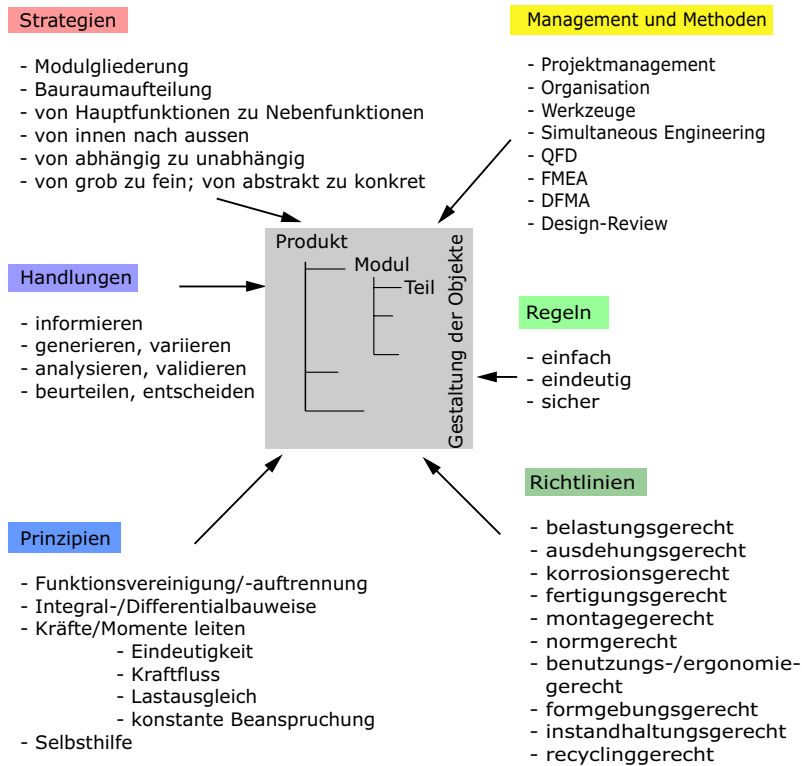 Strategien
- Modulgliederung
- Bauraumaufteilung
- von Hauptfunktionen zu Nebenfunktionen
- von innen nach aussen
- von abhängig zu unabhängig
- von grob zu fein; von abstrakt zu konkret
Management und Methoden
- Projektmanagement
- Organisation
- Werkzeuge
- Simultaneous Engineering
- QFD
- FMEA
- DFMA
- Design-Review
Produkt
Modul
Teil
Gestaltung der Objekte
Handlungen
- informieren
- generieren, variieren
- analysieren, validieren
- beurteilen, entscheiden
Regeln
- einfach
- eindeutig
- sicher
Prinzipien
- Funktionsvereinigung/-auftrennung
- Integral-/Differentialbauweise
- Kräfte/Momente leiten
- Eindeutigkeit
- Kraftfluss
- Lastausgleich
- konstante Beanspruchung
- Selbsthilfe
Richtlinien
- belastungsgerecht
- ausdehungsgerecht
- korrosionsgerecht
- fertigungsgerecht
- montagegerecht
- normgerecht
- benutzungs-/ergonomie-
gerecht
- formgebungsgerecht
- instandhaltungsgerecht
- recyclinggerecht